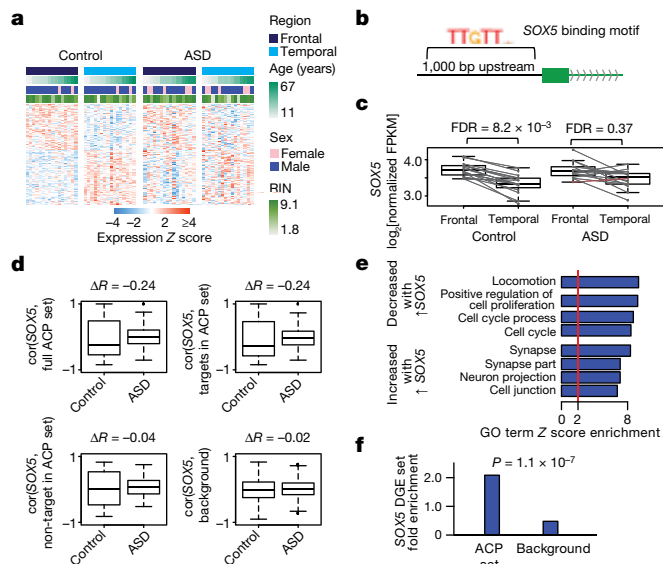 a
Control ASD
Region
Frontal
Temporal
Age (years)
67
11
Sex
Female
Male
RIN
9.1
1.8
−4 −2 2 ≥4
Expression Z score
b
TTGTT
SOX5 binding motif
1,000 bp upstream
c
FDR = 8.2 × 10−3 FDR = 0.37
SOX5
log2[normalized FPKM]
4.0
3.0
Frontal Temporal Frontal Temporal
Control ASD
d
ΔR = −0.24
cor(SOX5,
full ACP set)
1
−1
Control ASD
ΔR = −0.24
cor(SOX5,
targets in ACP set)
1
−1
Control ASD
ΔR = −0.04
cor(SOX5,
non-target in ACP set)
1
−1
Control ASD
ΔR = −0.02
cor(SOX5,
background)
1
−1
Control ASD
e
Decreased with ↑SOX5
Locomotion
Positive regulation of
cell proliferation
Cell cycle process
Cell cycle
Increased with ↑SOX5
Synapse
Synapse part
Neuron projection
Cell junction
0 2 8
GO term Z score enrichment
f
P = 1.1 × 10−7
SOX5 DGE set
fold enrichment
2.0
1.0
0
ACP Background
set